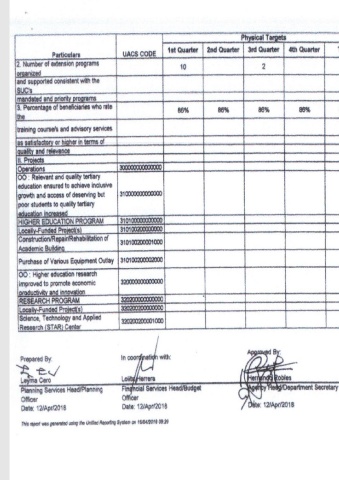 Physical Targets
Particulars UACS CODE 1st Quarter 2nd Quarter 3rd Quarter 4th Quarter
2. Number of extension programs organized 10 2
and supported consistent with the SUC's
mandated and priority programs
3. Percentage of beneficiaries who rate the 86% 86% 86% 86%
training course/s and advisory services
as satisfactory or higher in terms of
quality and relevance
II. Projects
Operations 300000000000000
OO : Relevant and quality tertiary
education ensured to achieve inclusive
growth and access of deserving but 310000000000000
poor students to quality tertiary
education increased
HIGHER EDUCATION PROGRAM 310100000000000
Locally-Funded Project(s) 310100200000000
Construction/Repair/Rehabilitation of
Academic Building 310100200001000
Purchase of Various Equipment Outlay 310100200002000
OO : Higher education research
improved to promote economic 320000000000000
productivity and innovation
RESEARCH PROGRAM 320200000000000
Locally-Funded Project(s) 320200200000000
Science, Technology and Applied
Research (STAR) Center 320200200001000
Prepared By: In coordination with: Approved By:
Leyma Cero Lolita Herrera Hernando Robles
Planning Services Head/Planning Officer Financial Services Head/Budget Officer Agency Head/Department Secretary
Date: 12/Apr/2018 Date: 12/Apr/2018 Date: 12/Apr/2018
This report was generated using the Unified Reporting System on 16/04/2018 09:20